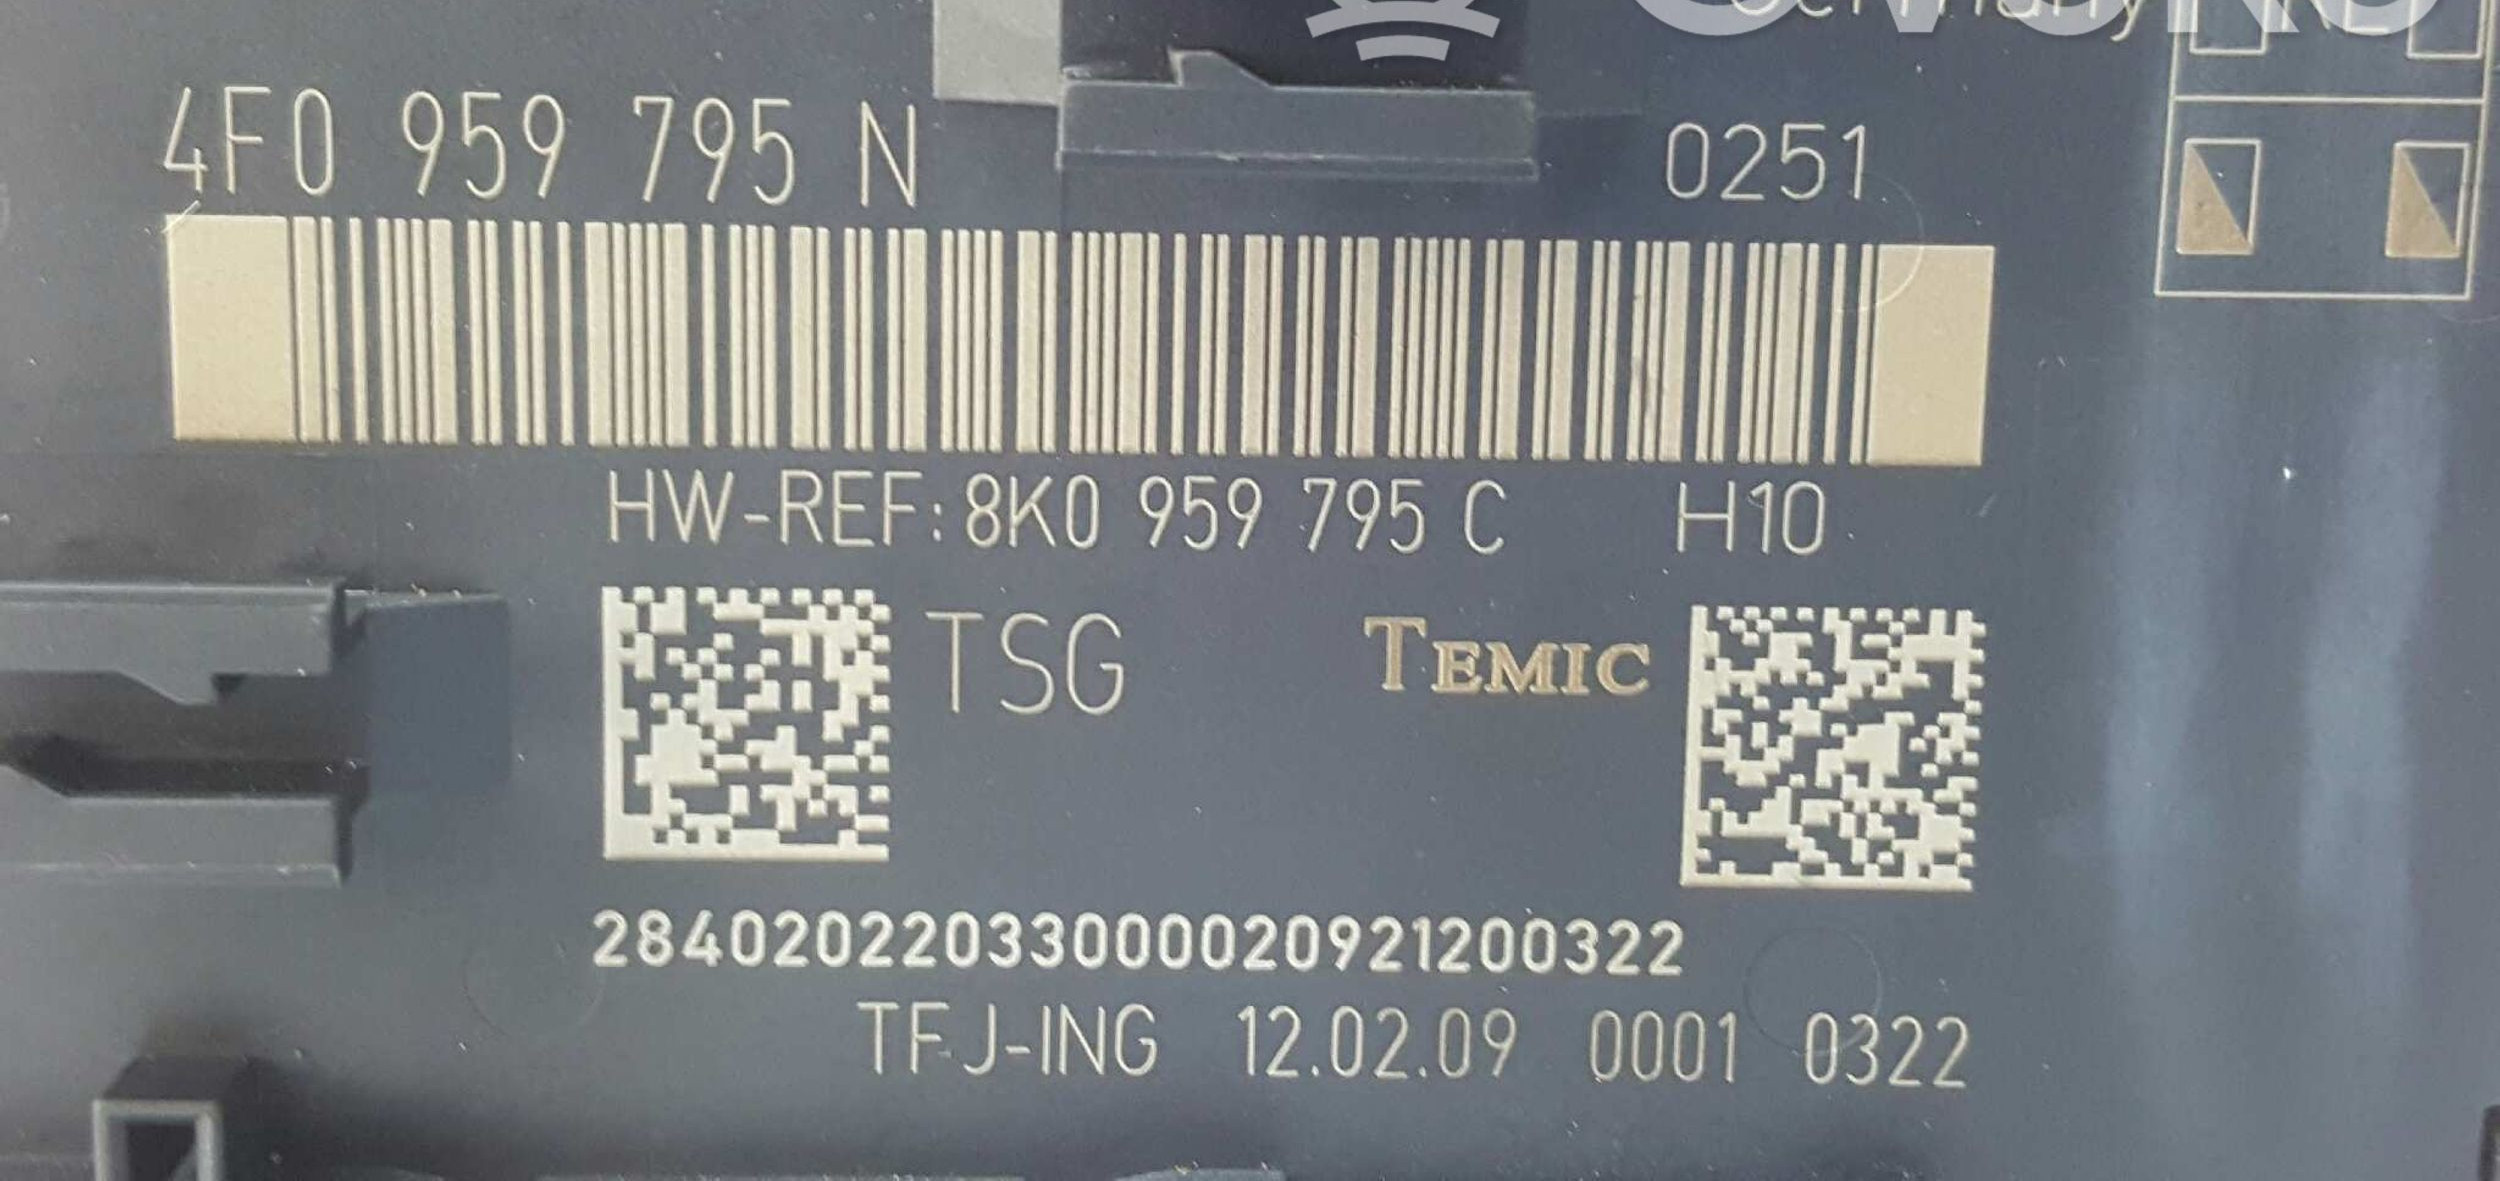 Germany
4F0 959 795 N 0251
HW-REF: 8K0 959 795 C H10
TSG TEMIC
28402022033000020921200322
TFJ-ING 12.02.09 0001 0322